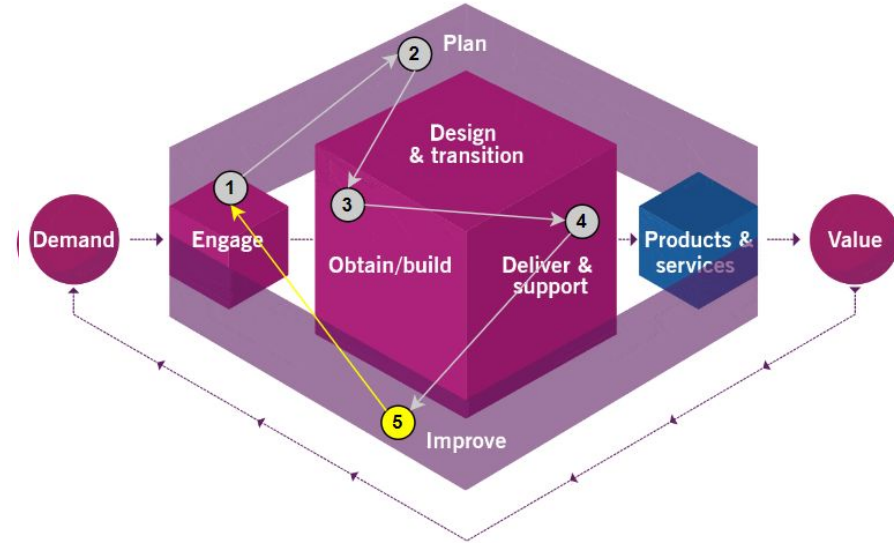 2
Plan
Design
& transition
1
3
4
Demand
Engage
Obtain/build
Deliver &
support
Products &
services
Value
5
Improve